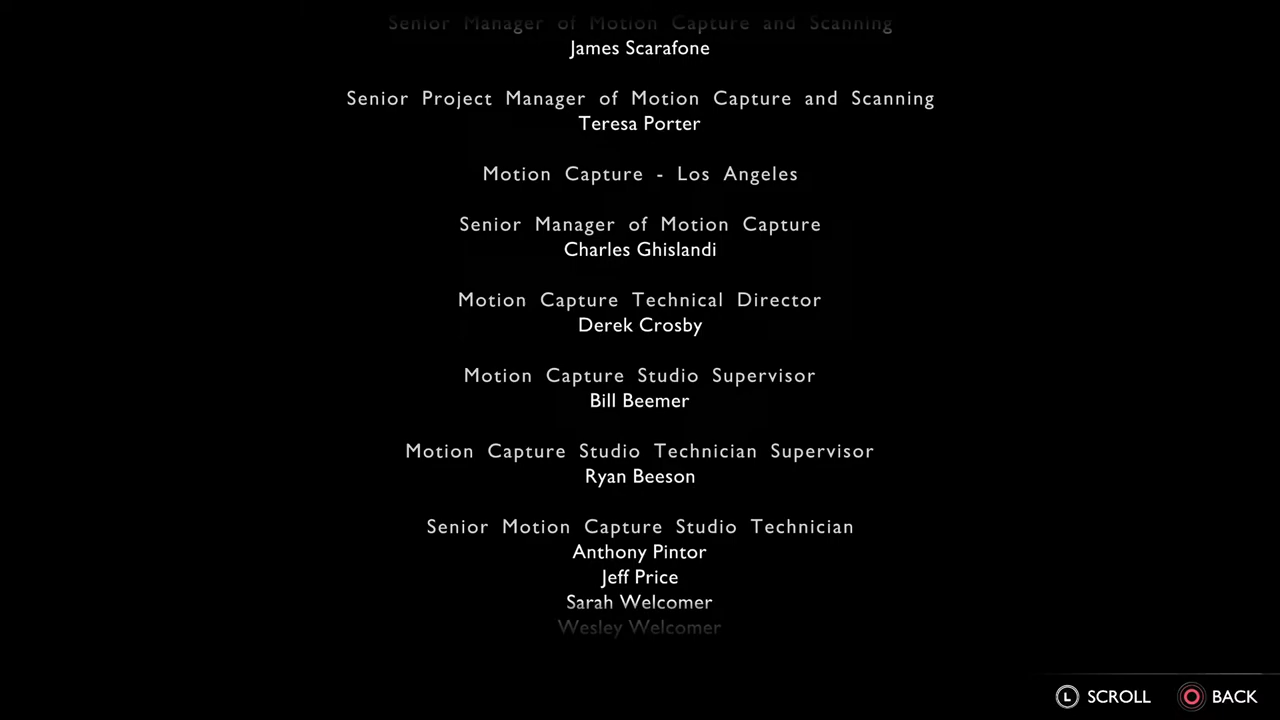 Senior Manager of Motion Capture and Scanning
James Scarafone
Senior Project Manager of Motion Capture and Scanning
Teresa Porter
Motion Capture - Los Angeles
Senior Manager of Motion Capture
Charles Ghislandi
Motion Capture Technical Director
Derek Crosby
Motion Capture Studio Supervisor
Bill Beemer
Motion Capture Studio Technician Supervisor
Ryan Beeson
Senior Motion Capture Studio Technician
Anthony Pintor
Jeff Price
Sarah Welcomer
Wesley Welcomer
L SCROLL BACK